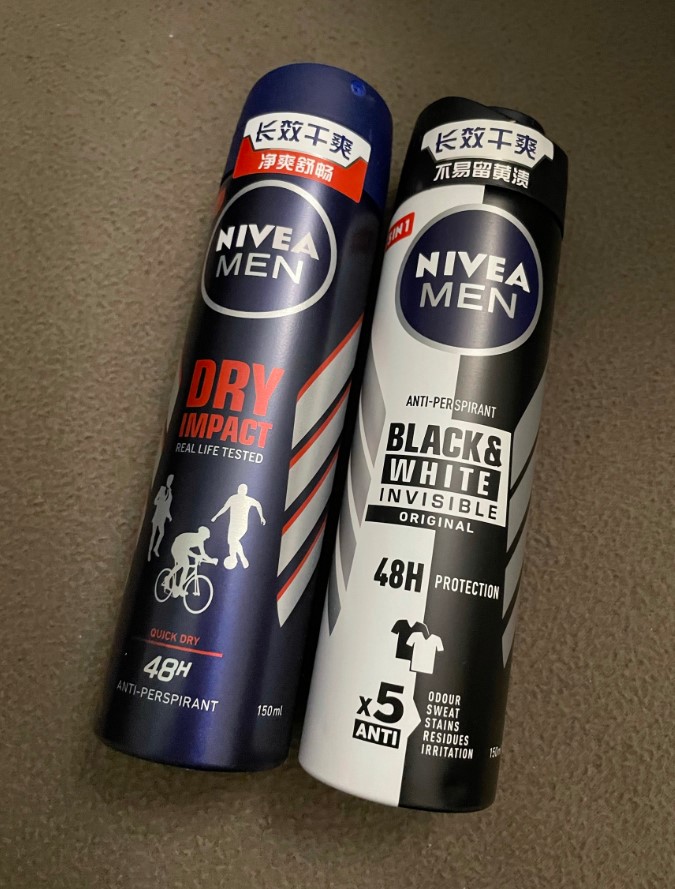 长效干爽
净爽舒畅
NIVEA
MEN
DRY
IMPACT
REAL LIFE TESTED
QUICK DRY
48H
ANTI-PERSPIRANT
150ml
长效干爽
不易留黄渍
5IN1
NIVEA
MEN
ANTI-PERSPIRANT
BLACK&
WHITE
INVISIBLE
ORIGINAL
48H PROTECTION
x5
ANTI
ODOUR
SWEAT
STAINS
RESIDUES
IRRITATION
150m